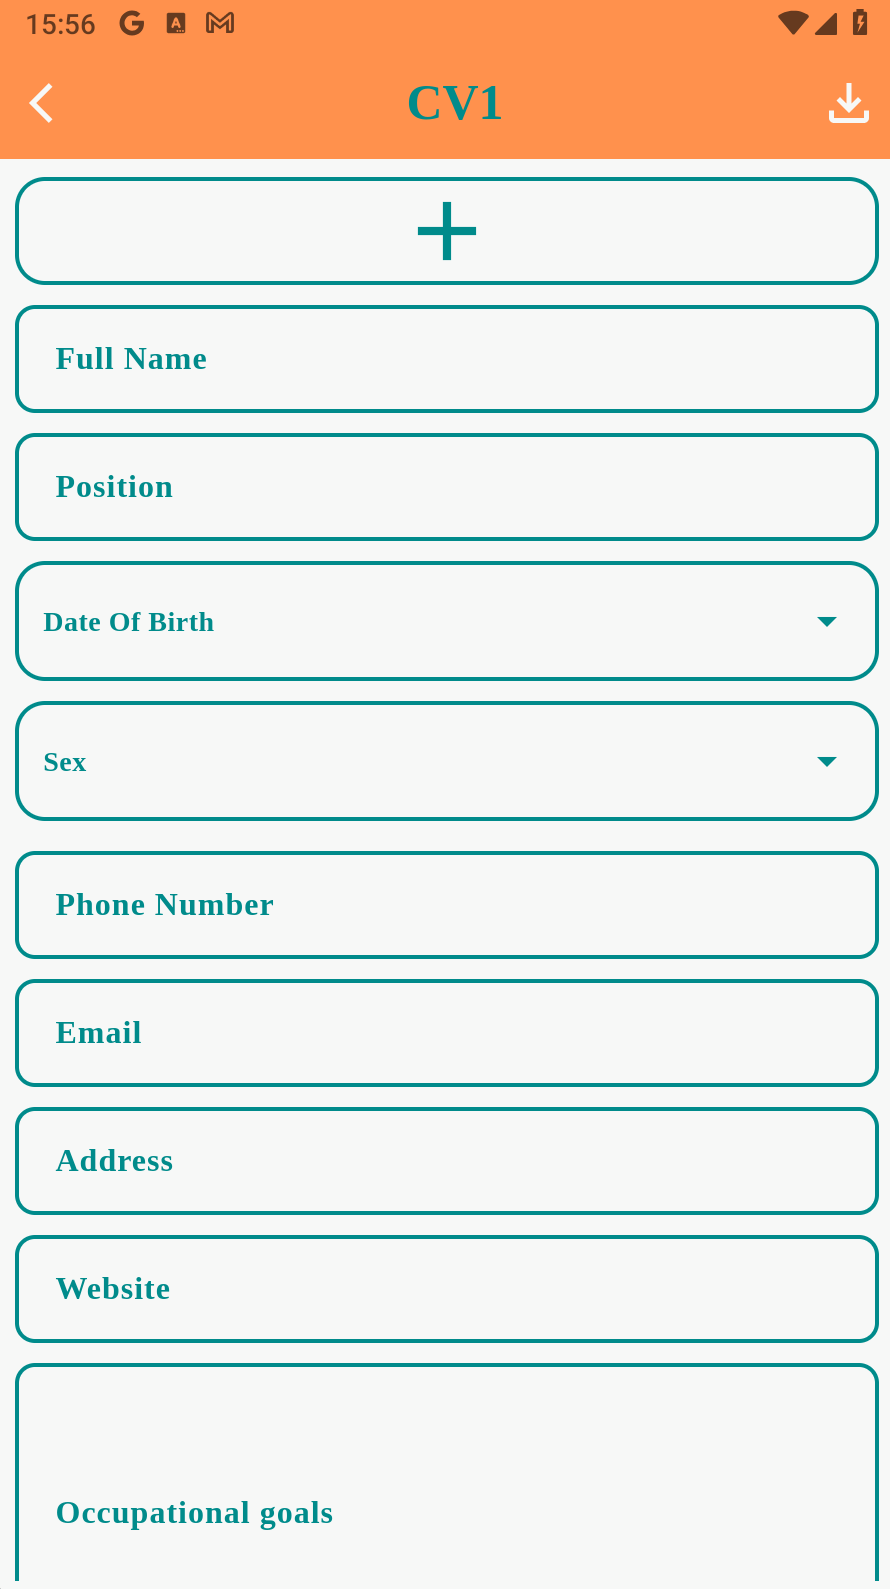 15:56
CV1
Full Name
Position
Date Of Birth
Sex
Phone Number
Email
Address
Website
Occupational goals